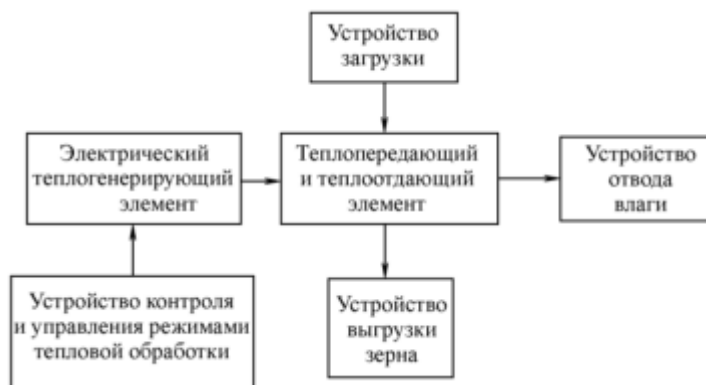 Устройство
загрузки
Электрический
теплогенерирующий
элемент
Теплопередающий
и теплоотдающий
элемент
Устройство
отвода
влаги
Устройство контроля
и управления режимами
тепловой обработки
Устройство
выгрузки
зерна